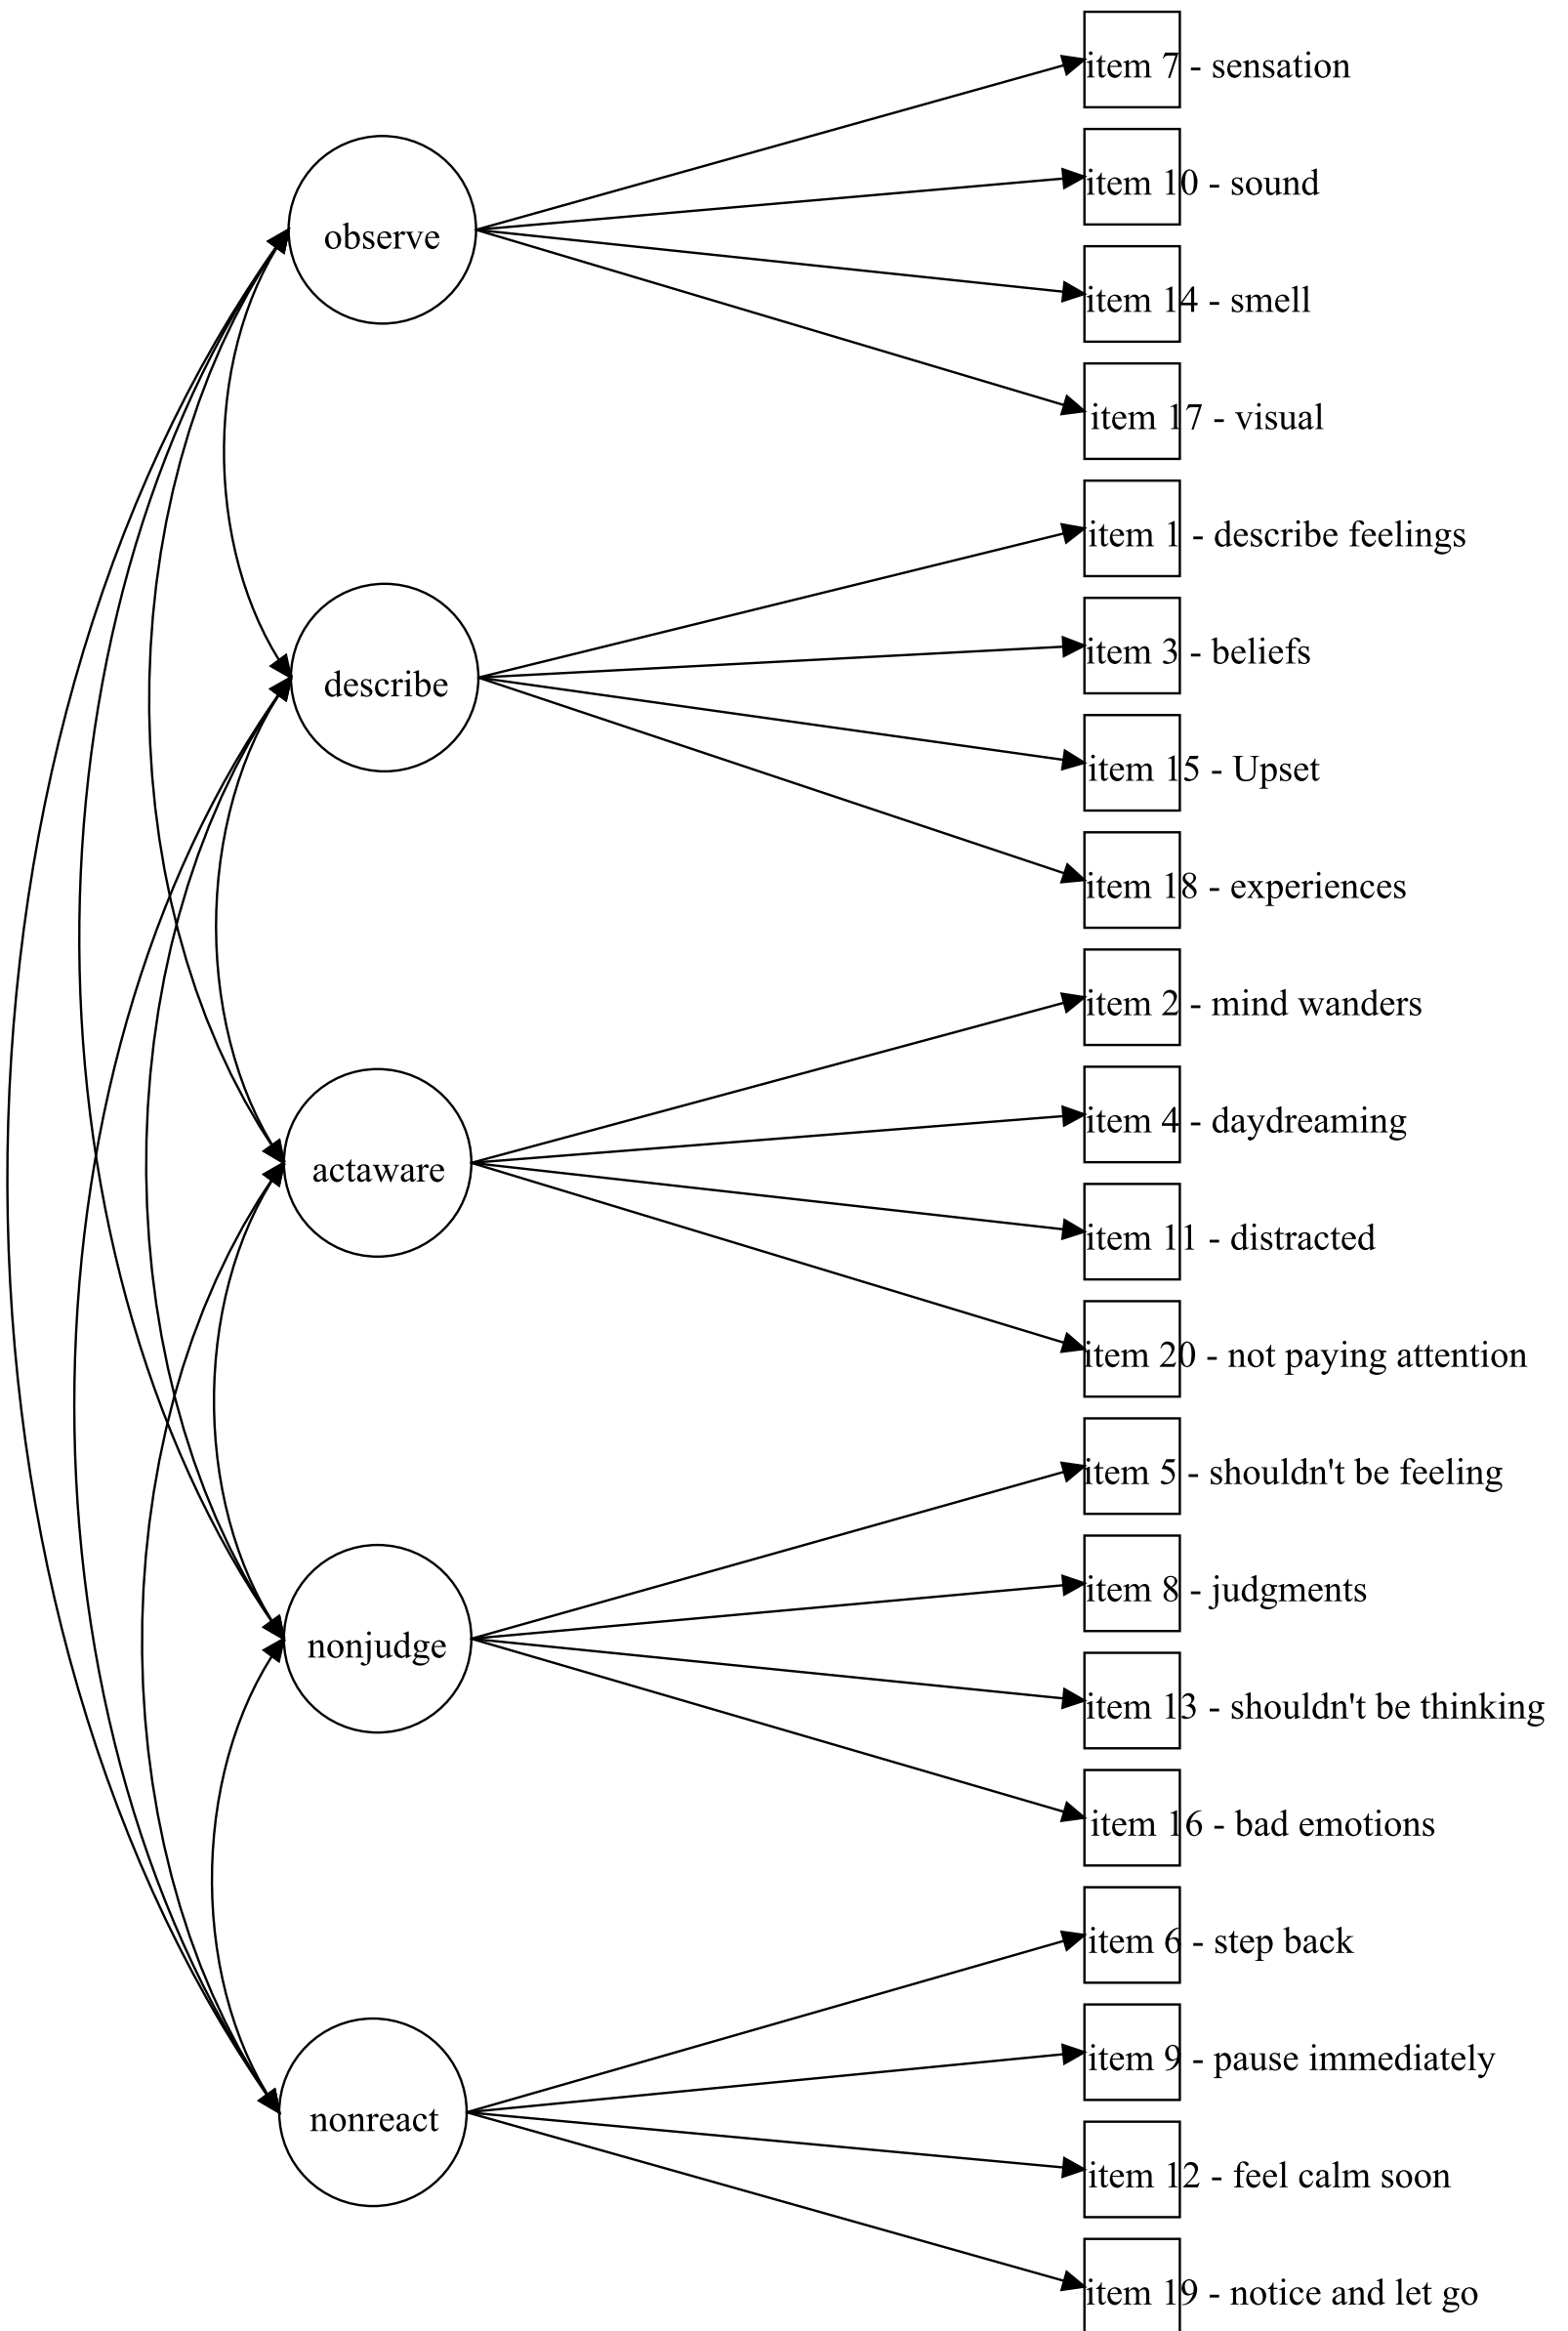 item 7 - sensation
item 10 - sound
observe
item 14 - smell
item 17 - visual
item 1 - describe feelings
item 3 - beliefs
describe
item 15 - Upset
item 18 - experiences
item 2 - mind wanders
item 4 - daydreaming
actaware
item 11 - distracted
item 20 - not paying attention
item 5 - shouldn't be feeling
item 8 - judgments
nonjudge
item 13 - shouldn't be thinking
item 16 - bad emotions
item 6 - step back
item 9 - pause immediately
nonreact
item 12 - feel calm soon
item 19 - notice and let go